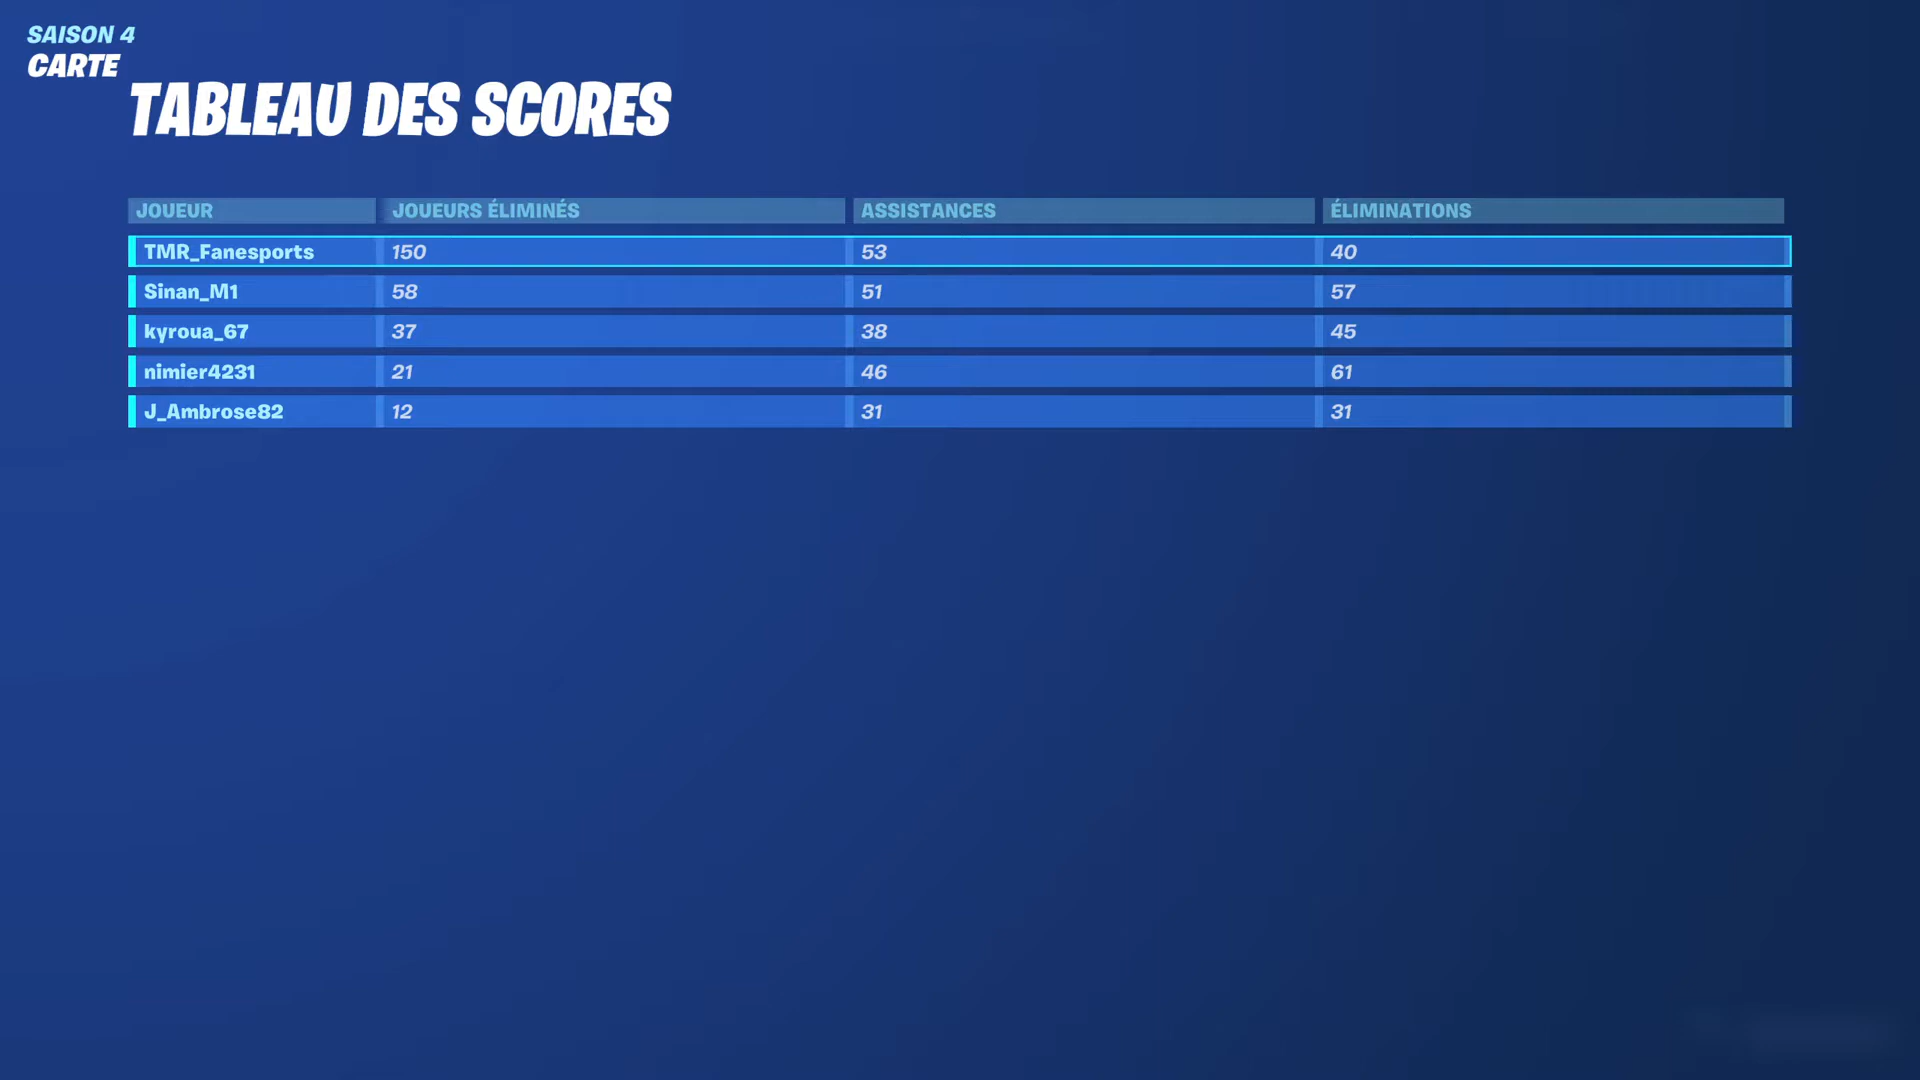 SAISON 4
CARTE
TABLEAU DES SCORES
JOUEUR JOUEURS ÉLIMINÉS ASSISTANCES ÉLIMINATIONS
TMR_Fanesports 150 53 40
Sinan_M1 58 51 57
kyroua_67 37 38 45
nimier4231 21 46 61
J_Ambrose82 12 31 31